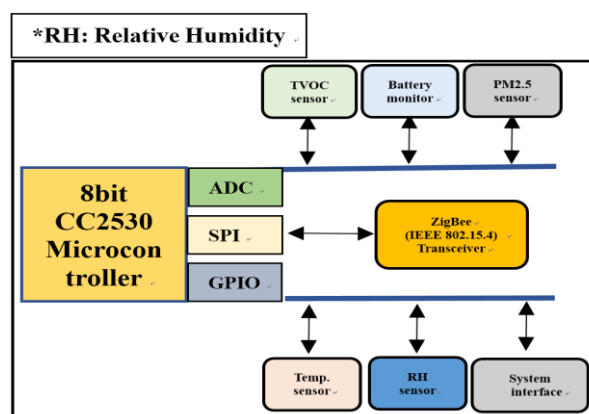 *RH: Relative Humidity
TVOC
sensor
Battery
monitor
PM2.5
sensor
8bit
CC2530
Microcon
troller
ADC
SPI
GPIO
ZigBee
(IEEE 802.15.4)
Transceiver
Temp.
sensor
RH
sensor
System
interface